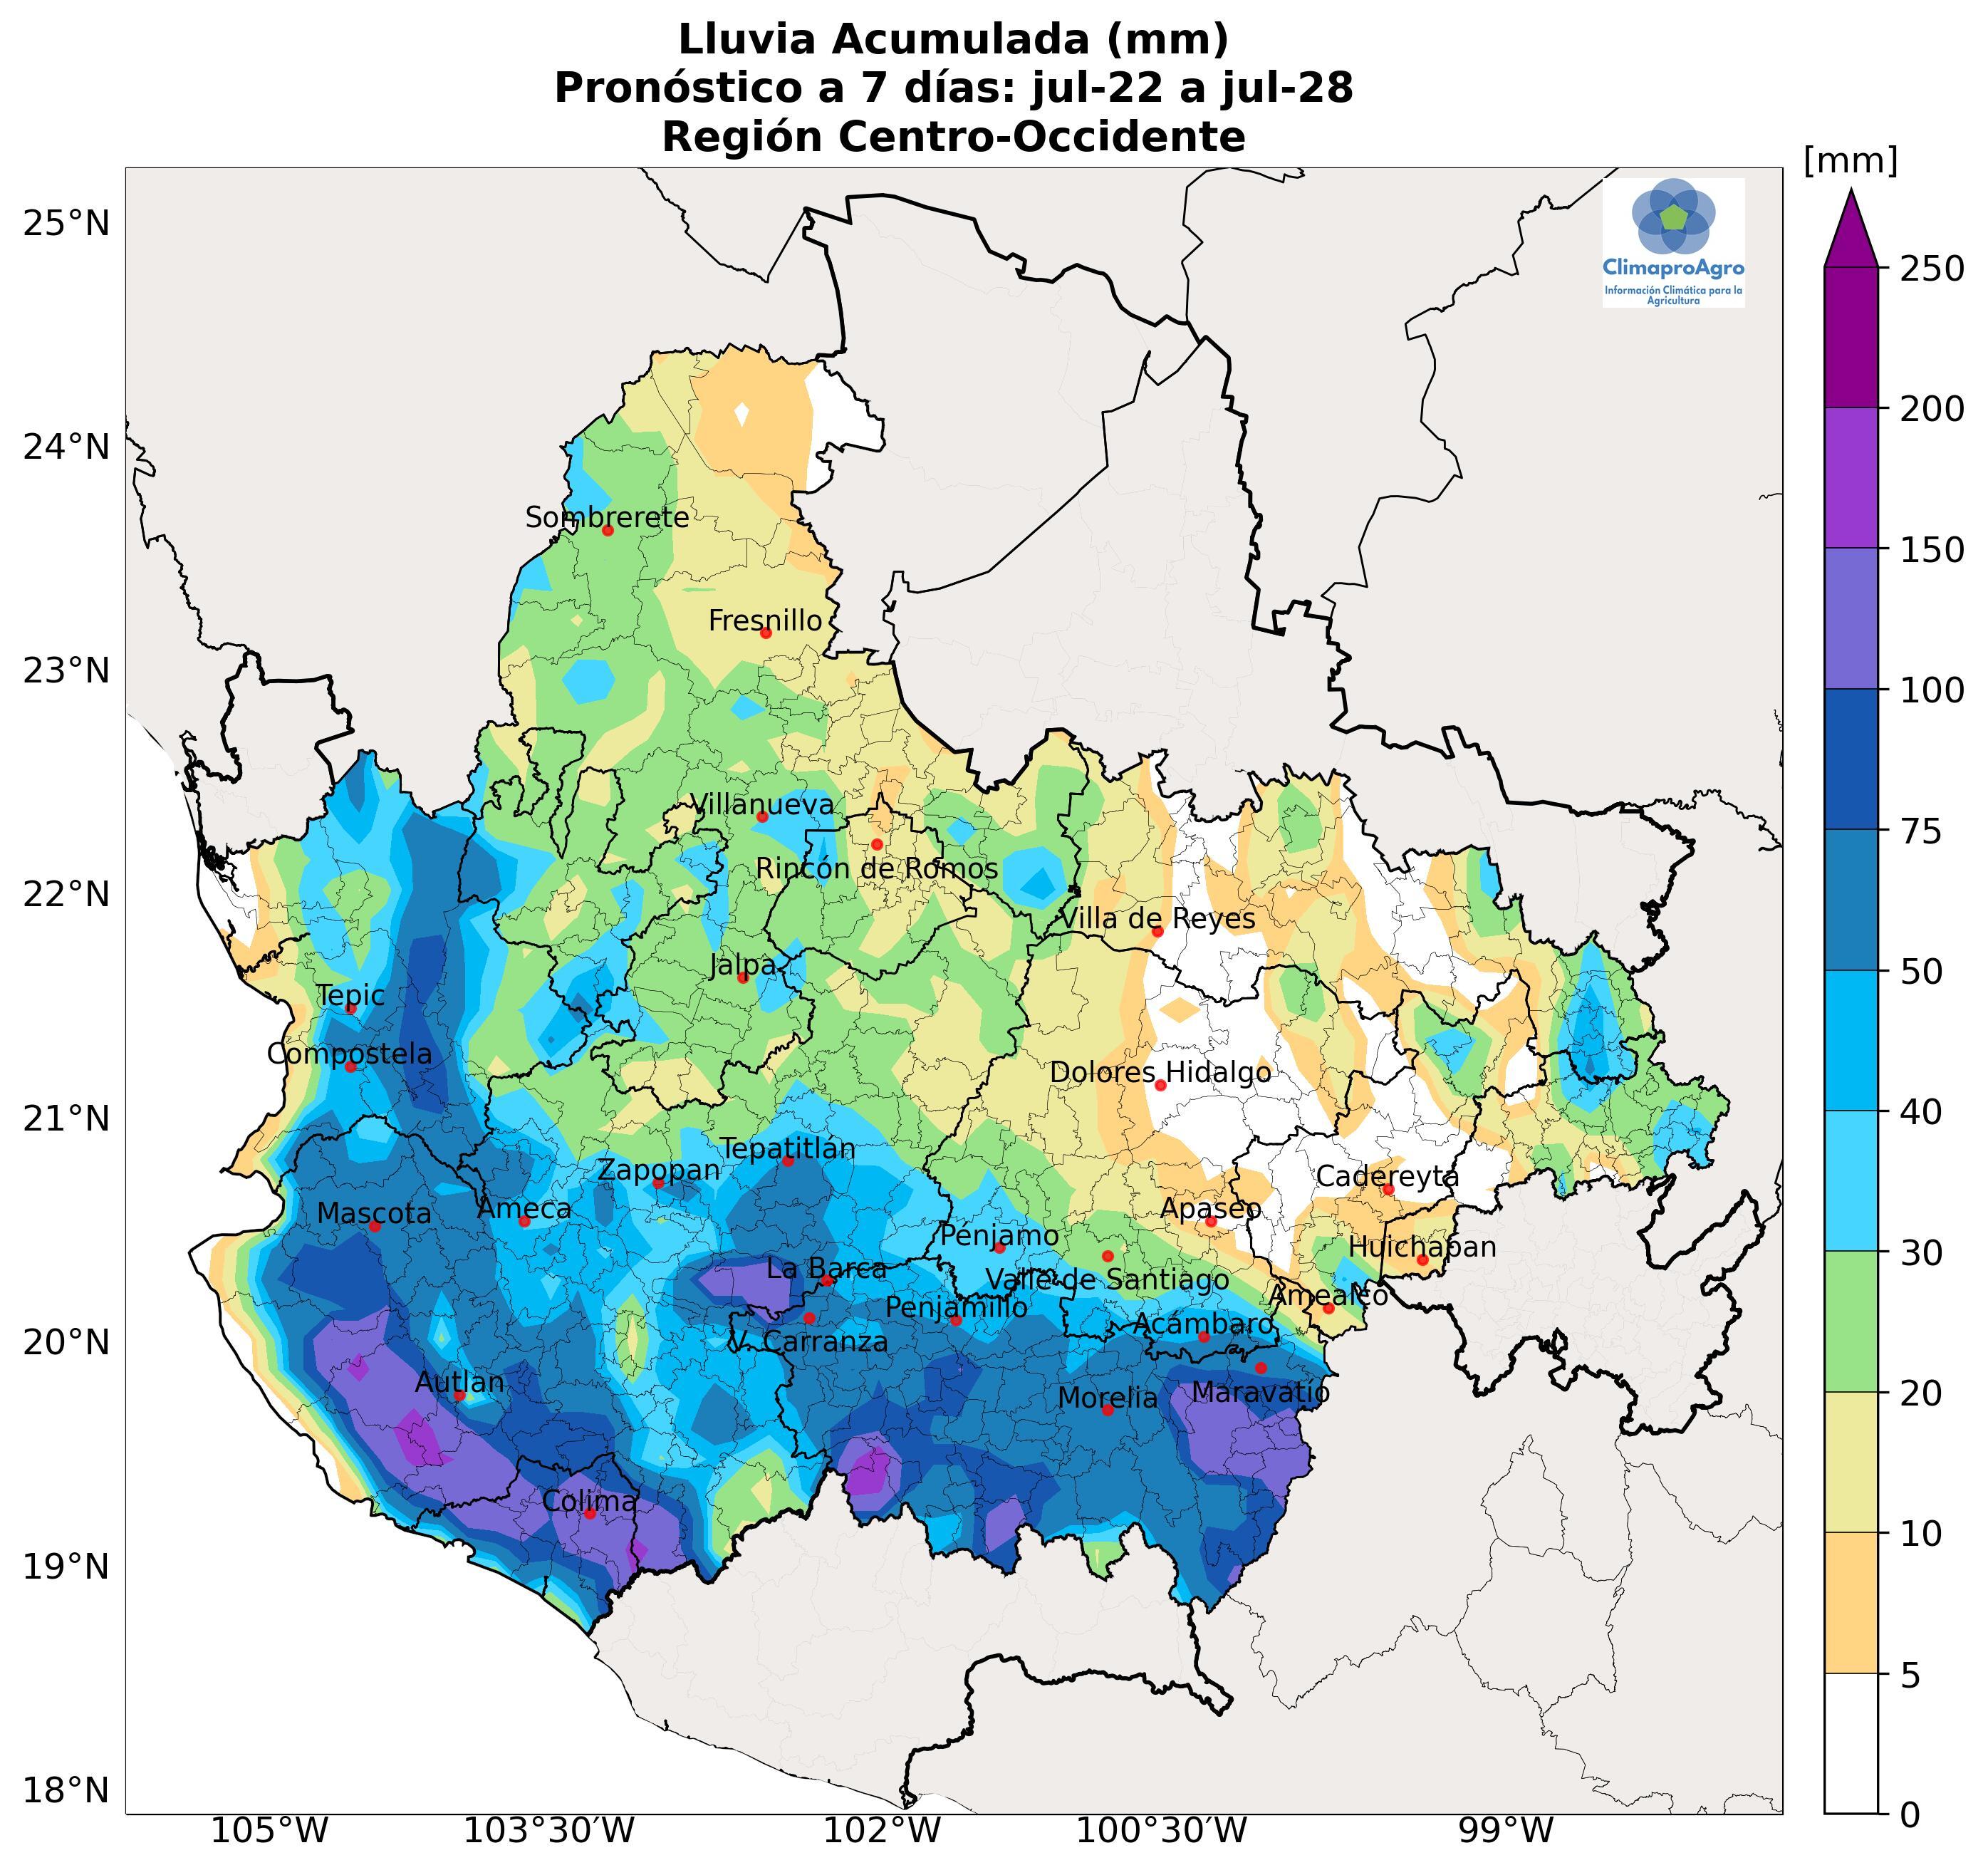 Lluvia Acumulada (mm)
Pronóstico a 7 días: jul-22 a jul-28
Región Centro-Occidente
[mm]
25°N
24°N
23°N
22°N
21°N
20°N
19°N
18°N
ClimaproAgro
Información Climática para la
Agricultura
250
200
150
100
75
50
40
30
20
10
5
0
Sombrerete
Fresnillo
Villanueva
Rincón de Romos
Villa de Reyes
Jalpa
Tepic
Compostela
Dolores Hidalgo
Tepatitlán
Zapopan
Cadereyta
Mascota
Ameca
Apaseo
Penjamo
Huichapan
La Barca
Valle de Santiago
Amealco
Penjamillo
Acámbaro
V. Carranza
Autlan
Morelia
Maravatío
Colima
105°W
103°30'W
102°W
100°30'W
99°W